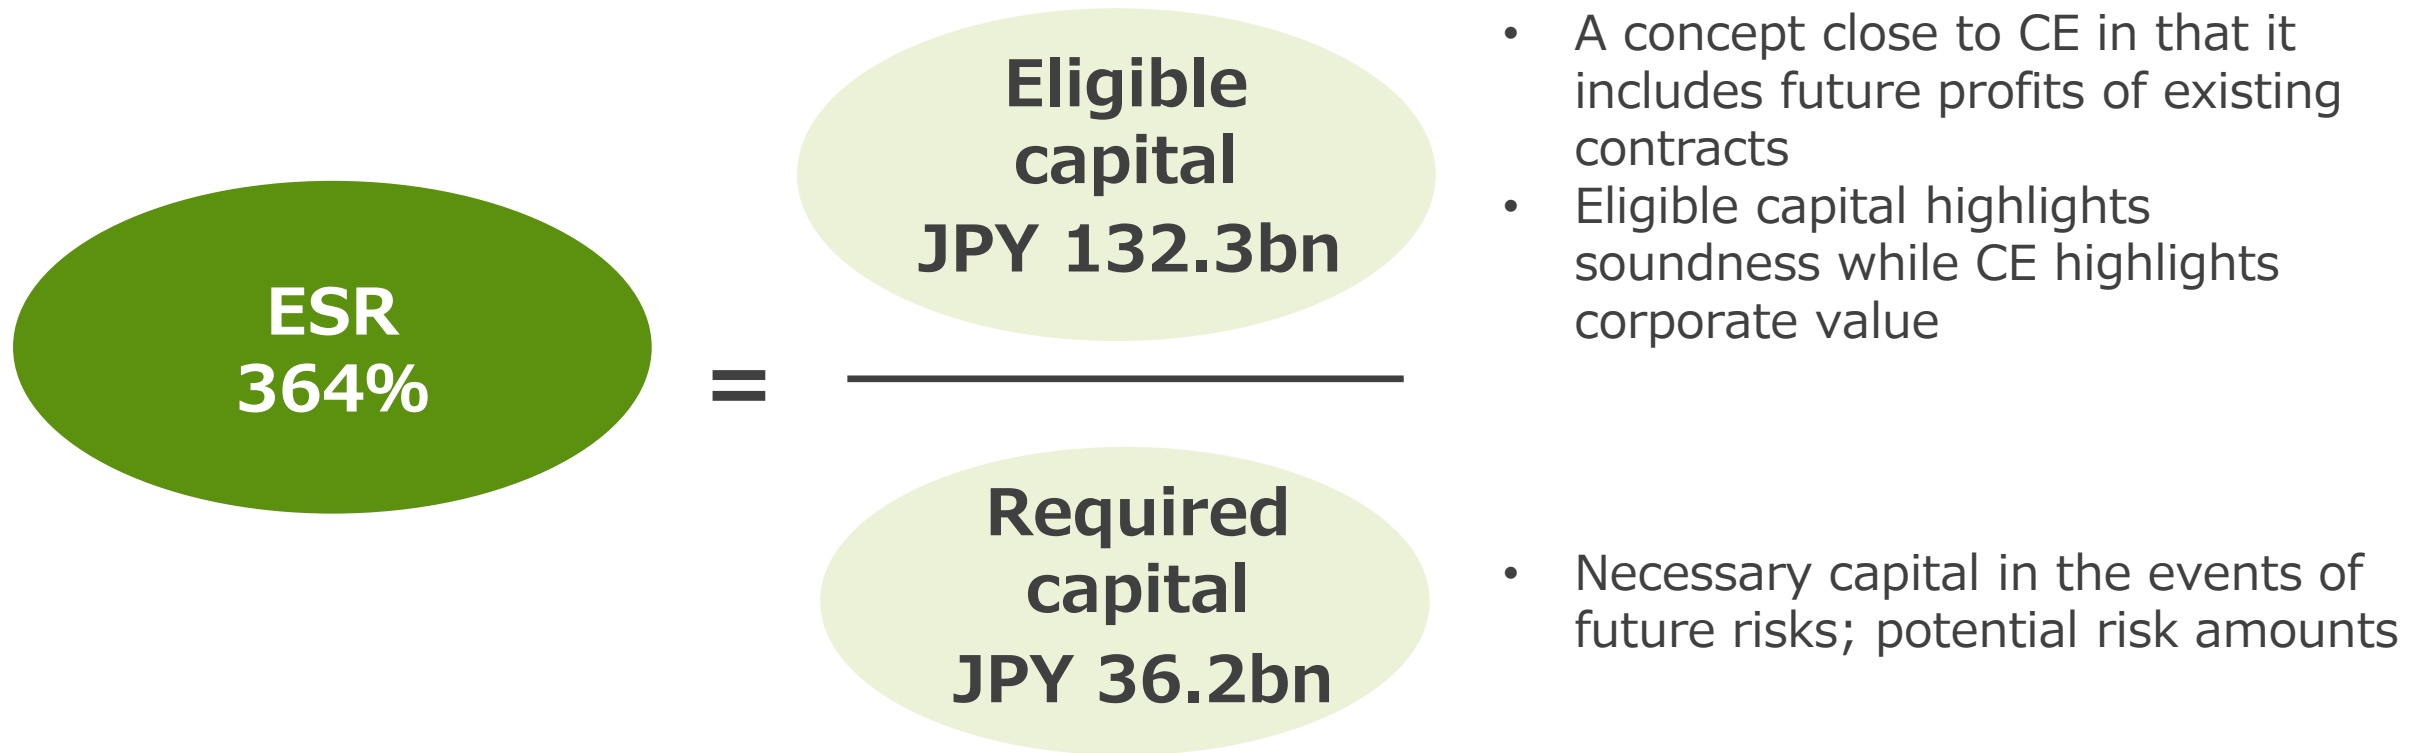 ESR
364%
=
Eligible
capital
JPY 132.3bn
• A concept close to CE in that it
includes future profits of existing
contracts
• Eligible capital highlights
soundness while CE highlights
corporate value
Required
capital
JPY 36.2bn
• Necessary capital in the events of
future risks; potential risk amounts